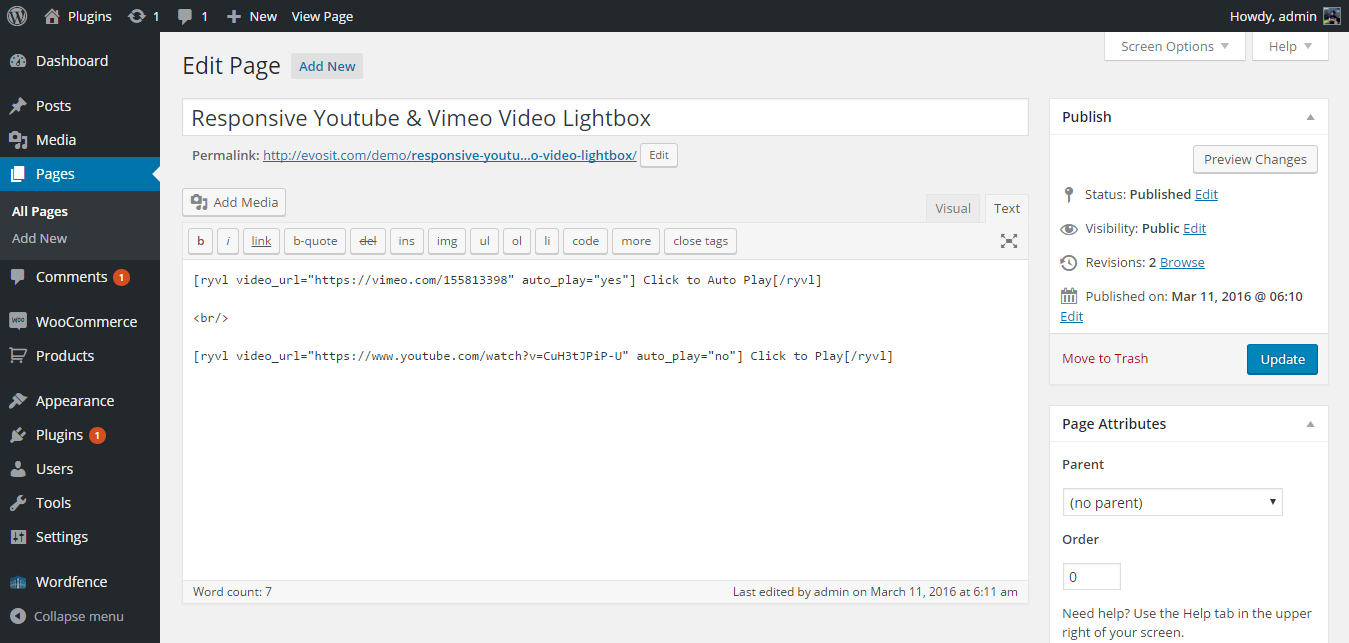 Plugins 1 1 New View Page Howdy, admin
Dashboard
Posts
Media
Pages
All Pages
Add New
Comments 1
WooCommerce
Products
Appearance
Plugins 1
Users
Tools
Settings
Wordfence
Collapse menu
Screen Options Help
Edit Page Add New
Responsive Youtube & Vimeo Video Lightbox
Permalink: http://evosit.com/demo/responsive-youtu...o-video-lightbox/ Edit
Add Media Visual Text
b i link b-quote del ins img ul ol li code more close tags
[ryvl video_url="https://vimeo.com/155813398" auto_play="yes"] Click to Auto Play[/ryvl]
<br/>
[ryvl video_url="https://www.youtube.com/watch?v=CuH3tJPiP-U" auto_play="no"] Click to Play[/ryvl]
Word count: 7 Last edited by admin on March 11, 2016 at 6:11 am
Publish
Preview Changes
Status: Published Edit
Visibility: Public Edit
Revisions: 2 Browse
Published on: Mar 11, 2016 @ 06:10
Edit
Move to Trash Update
Page Attributes
Parent
(no parent)
Order
0
Need help? Use the Help tab in the upper
right of your screen.